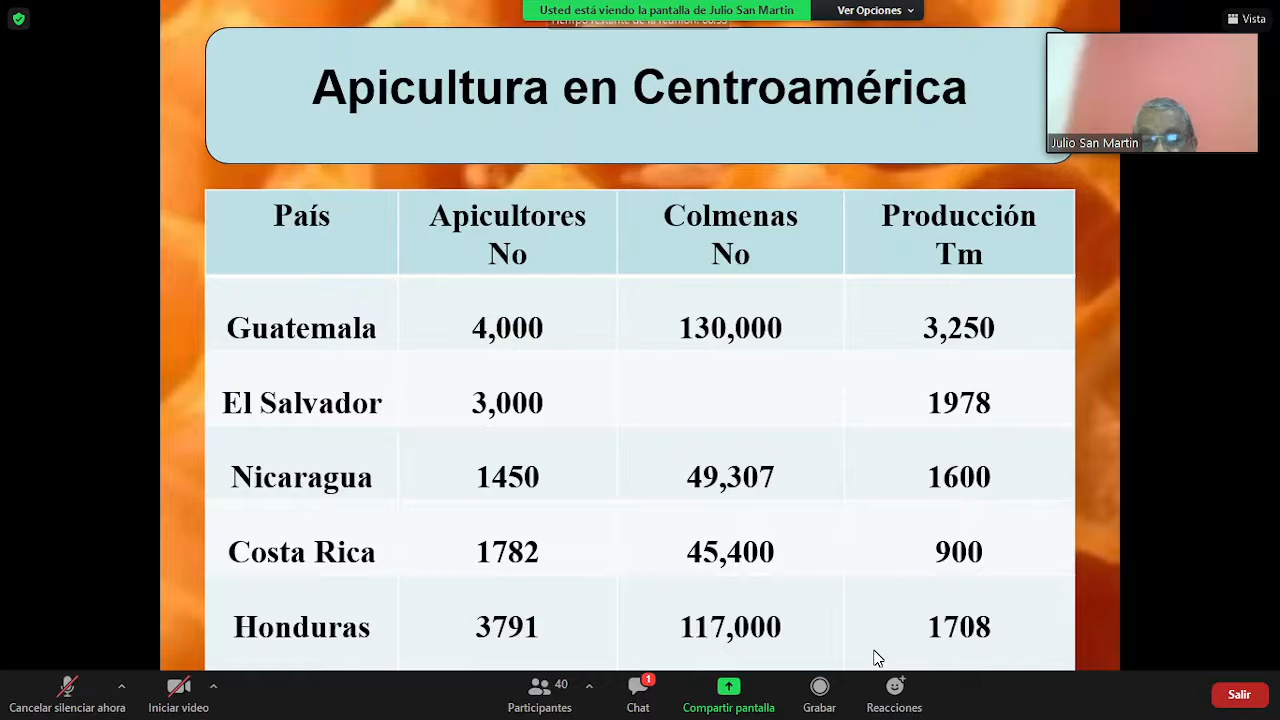 Usted está viendo la pantalla de Julio San Martin
Ver Opciones
Vista
Apicultura en Centroamérica
Julio San Martin
País Apicultores No Colmenas No Producción Tm
Guatemala 4,000 130,000 3,250
El Salvador 3,000 1978
Nicaragua 1450 49,307 1600
Costa Rica 1782 45,400 900
Honduras 3791 117,000 1708
40
1
Cancelar silenciar ahora
Iniciar video
Participantes
Chat
Compartir pantalla
Grabar
Reacciones
Salir